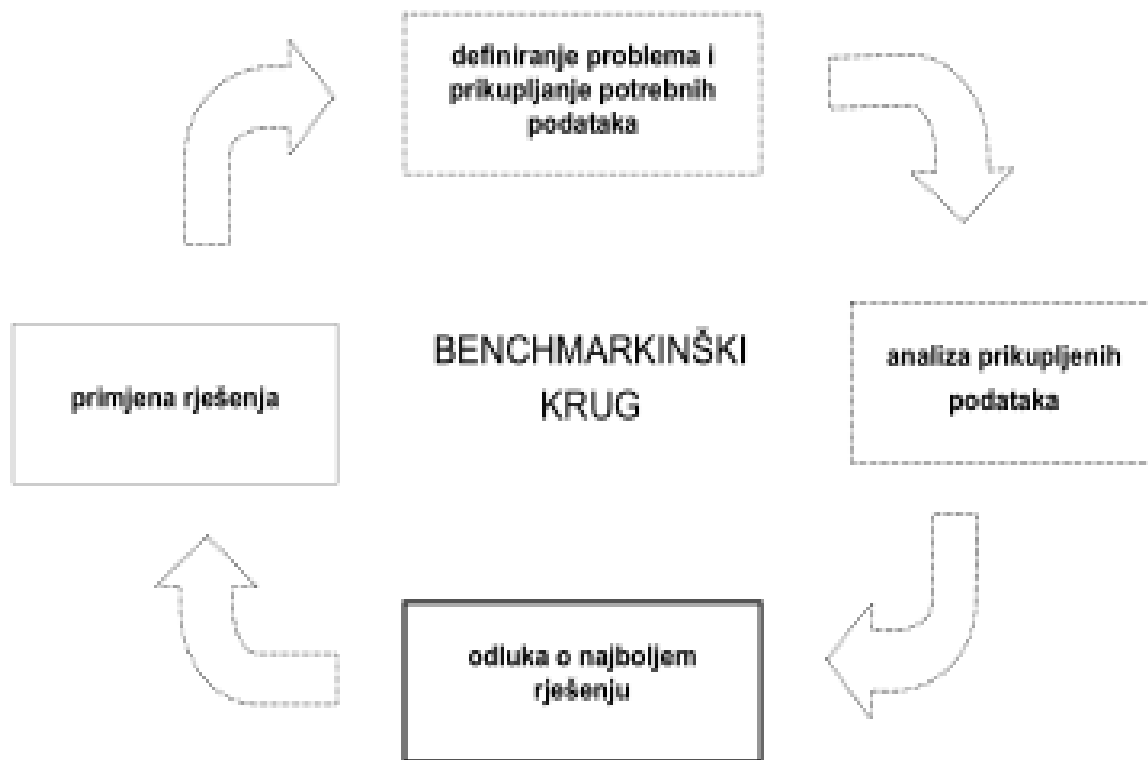 definiranje problema i
prikupljanje potrebnih
podataka
BENCHMARKINŠKI
KRUG
analiza prikupljenih
podataka
primjena rješenja
odluka o najboljem
rješenju